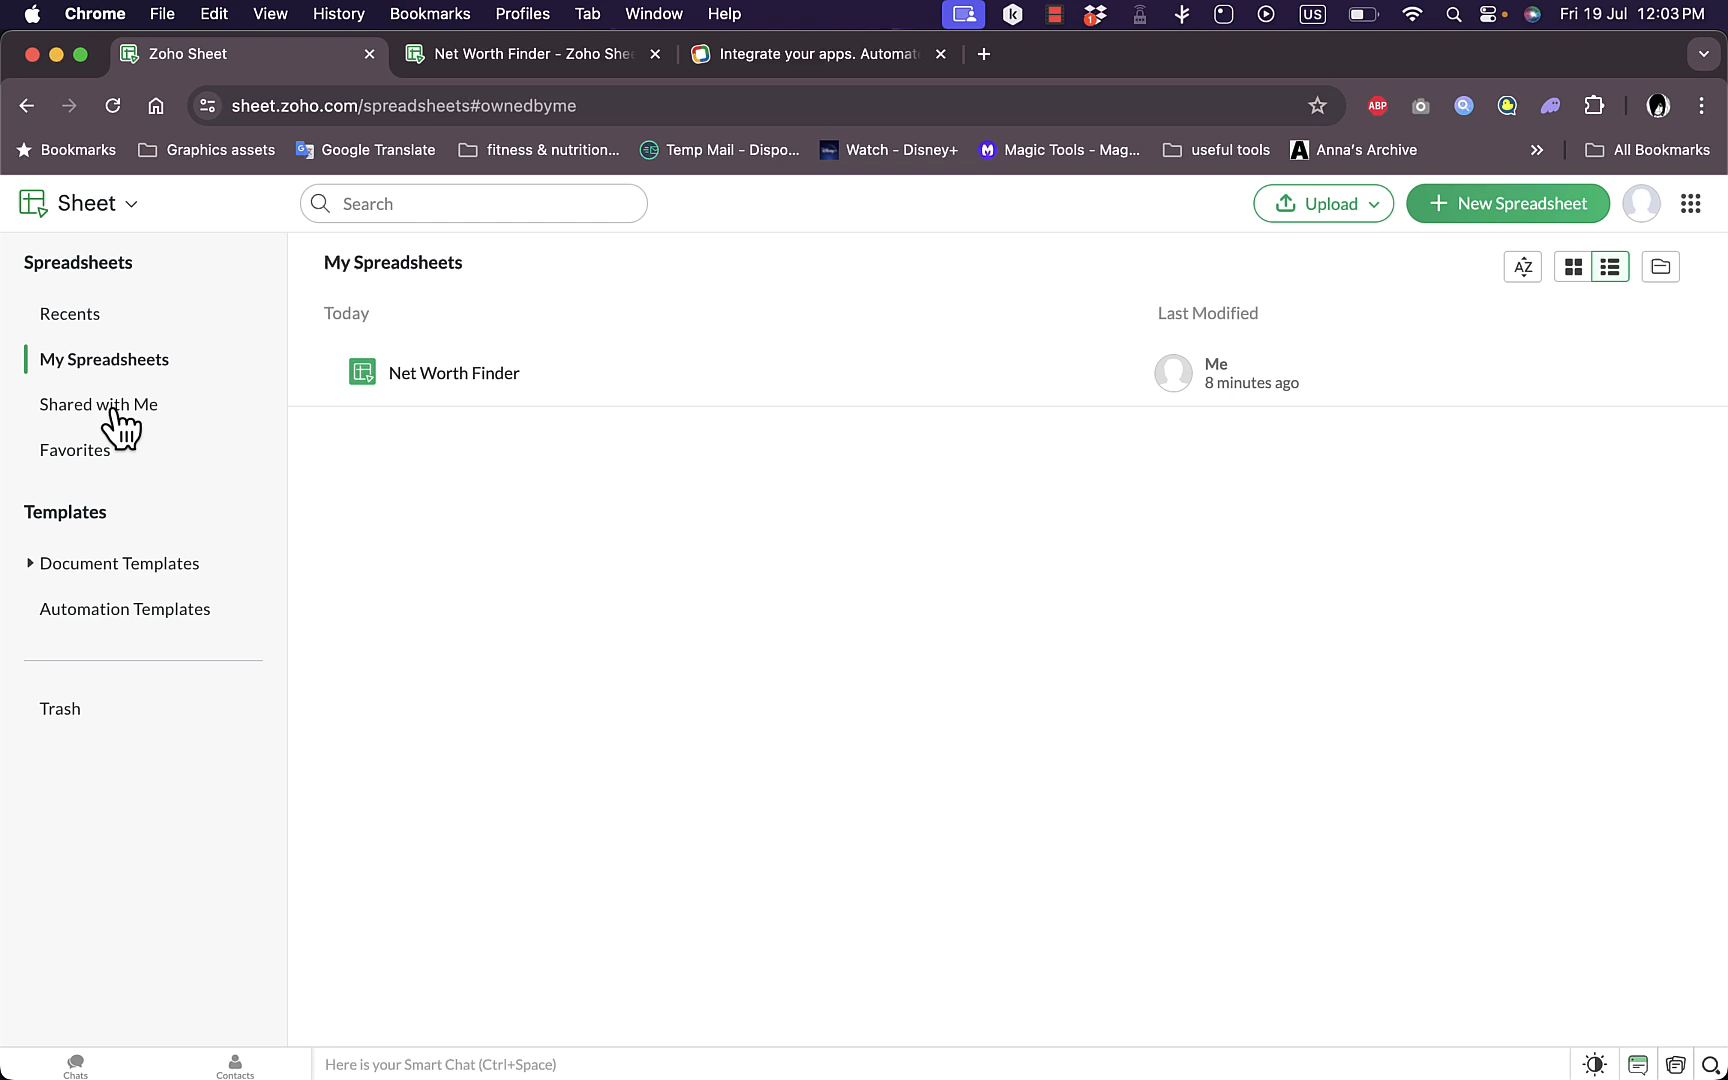 Chrome File Edit View History Bookmarks Profiles Tab Window Help US Fri 19 Jul 12:03 PM
Zoho Sheet Net Worth Finder - Zoho She Integrate your apps. Automat
sheet.zoho.com/spreadsheets#ownedbyme ABP
Bookmarks Graphics assets Google Translate fitness & nutrition... Temp Mail - Dispo... Watch - Disney+ Magic Tools - Mag... useful tools Anna's Archive All Bookmarks
Sheet Search Upload New Spreadsheet
Spreadsheets
Recents
My Spreadsheets
Shared with Me
Favorites
Templates
Document Templates
Automation Templates
Trash
My Spreadsheets AZ
Today Last Modified
Net Worth Finder Me
8 minutes ago
Chats Contacts Here is your Smart Chat (Ctrl+Space)